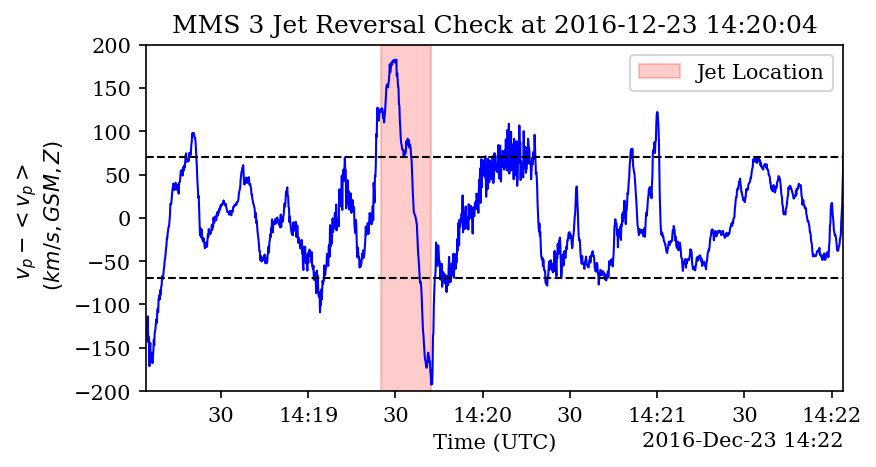 MMS 3 Jet Reversal Check at 2016-12-23 14:20:04
200
150
100
50
0
−50
−100
−150
−200
v_p − < v_p >
(km/s, GSM, Z)
Jet Location
30 14:19 30 14:20 30 14:21 30 14:22
Time (UTC)
2016-Dec-23 14:22